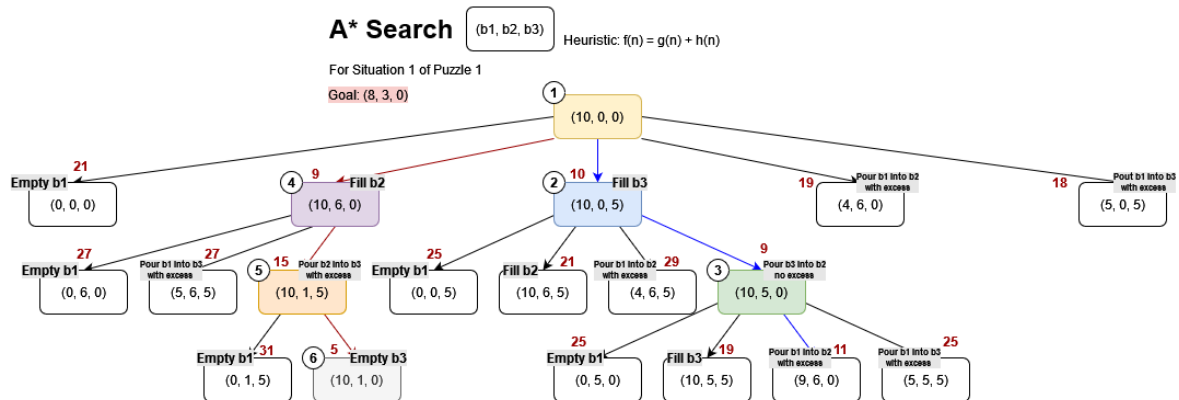 A* Search
(b1, b2, b3)
Heuristic: f(n) = g(n) + h(n)
For Situation 1 of Puzzle 1
Goal: (8, 3, 0)
1
(10, 0, 0)
21
Empty b1
(0, 0, 0)
4
9
Fill b2
(10, 6, 0)
2
10
Fill b3
(10, 0, 5)
19
Pour b1 into b2
with excess
(4, 6, 0)
18
Pout b1 into b3
with excess
(5, 0, 5)
27
Empty b1
(0, 6, 0)
Pour b1 into b3
with excess
27
(5, 6, 5)
5
15
Pour b2 into b3
with excess
(10, 1, 5)
25
Empty b1
(0, 0, 5)
Fill b2
21
(10, 6, 5)
Pour b1 into b2
with excess
29
(4, 6, 5)
3
9
Pour b3 into b2
no excess
(10, 5, 0)
Empty b1
31
(0, 1, 5)
6
5
Empty b3
(10, 1, 0)
25
Empty b1
(0, 5, 0)
Fill b3
19
(10, 5, 5)
Pour b1 into b2
with excess
11
(9, 6, 0)
Pour b1 into b3
with excess
25
(5, 5, 5)